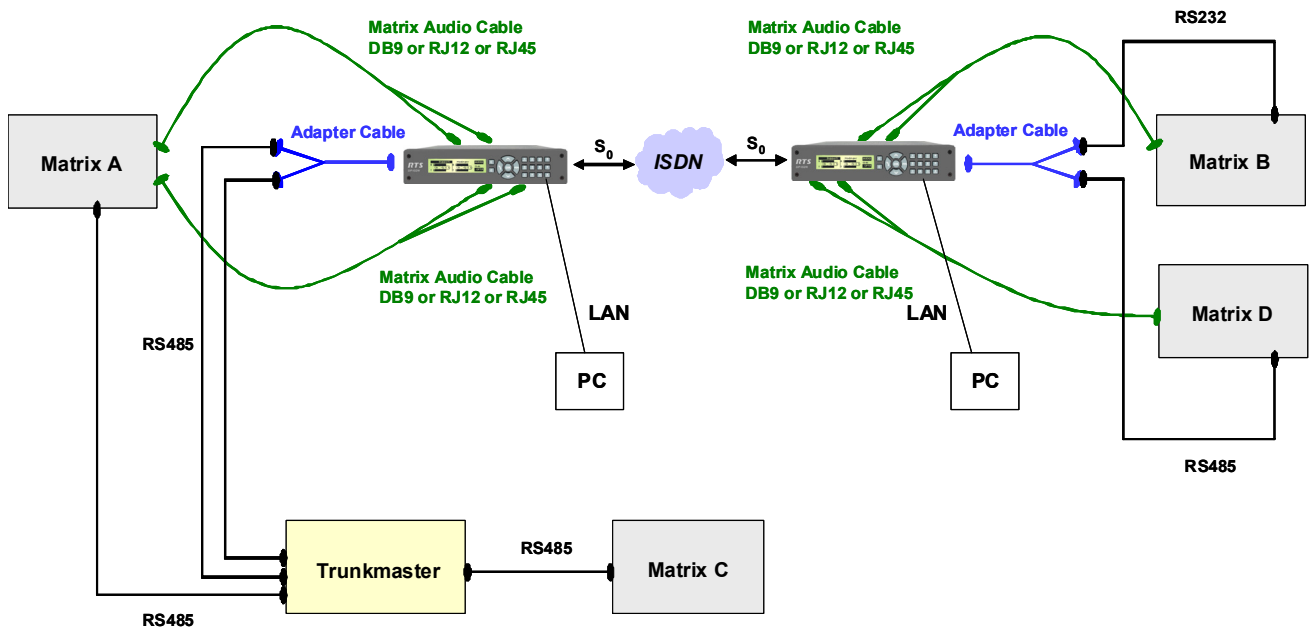 Matrix Audio Cable
DB9 or RJ12 or RJ45
Matrix Audio Cable
DB9 or RJ12 or RJ45
RS232
Matrix A
Adapter Cable
RTS
S0
ISDN
S0
RTS
Adapter Cable
Matrix B
Matrix Audio Cable
DB9 or RJ12 or RJ45
Matrix Audio Cable
DB9 or RJ12 or RJ45
LAN
LAN
Matrix D
RS485
PC
PC
RS485
Trunkmaster
RS485
Matrix C
RS485